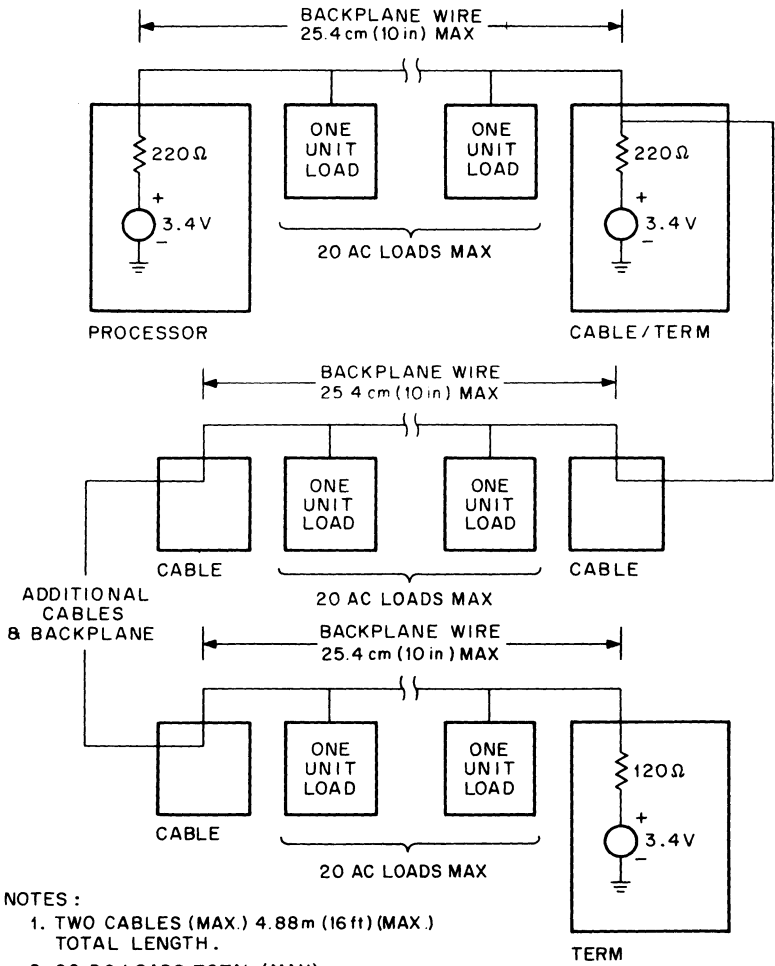 BACKPLANE WIRE
25.4 cm (10 in) MAX
220Ω
+
3.4V
−
ONE
UNIT
LOAD
ONE
UNIT
LOAD
220Ω
+
3.4V
−
20 AC LOADS MAX
PROCESSOR
CABLE/TERM
BACKPLANE WIRE
25.4 cm (10 in) MAX
ONE
UNIT
LOAD
ONE
UNIT
LOAD
CABLE
CABLE
20 AC LOADS MAX
ADDITIONAL
CABLES
& BACKPLANE
BACKPLANE WIRE
25.4 cm (10 in) MAX
ONE
UNIT
LOAD
ONE
UNIT
LOAD
120Ω
+
3.4V
−
CABLE
20 AC LOADS MAX
TERM
NOTES:
1. TWO CABLES (MAX.) 4.88m (16 ft) (MAX.)
TOTAL LENGTH.